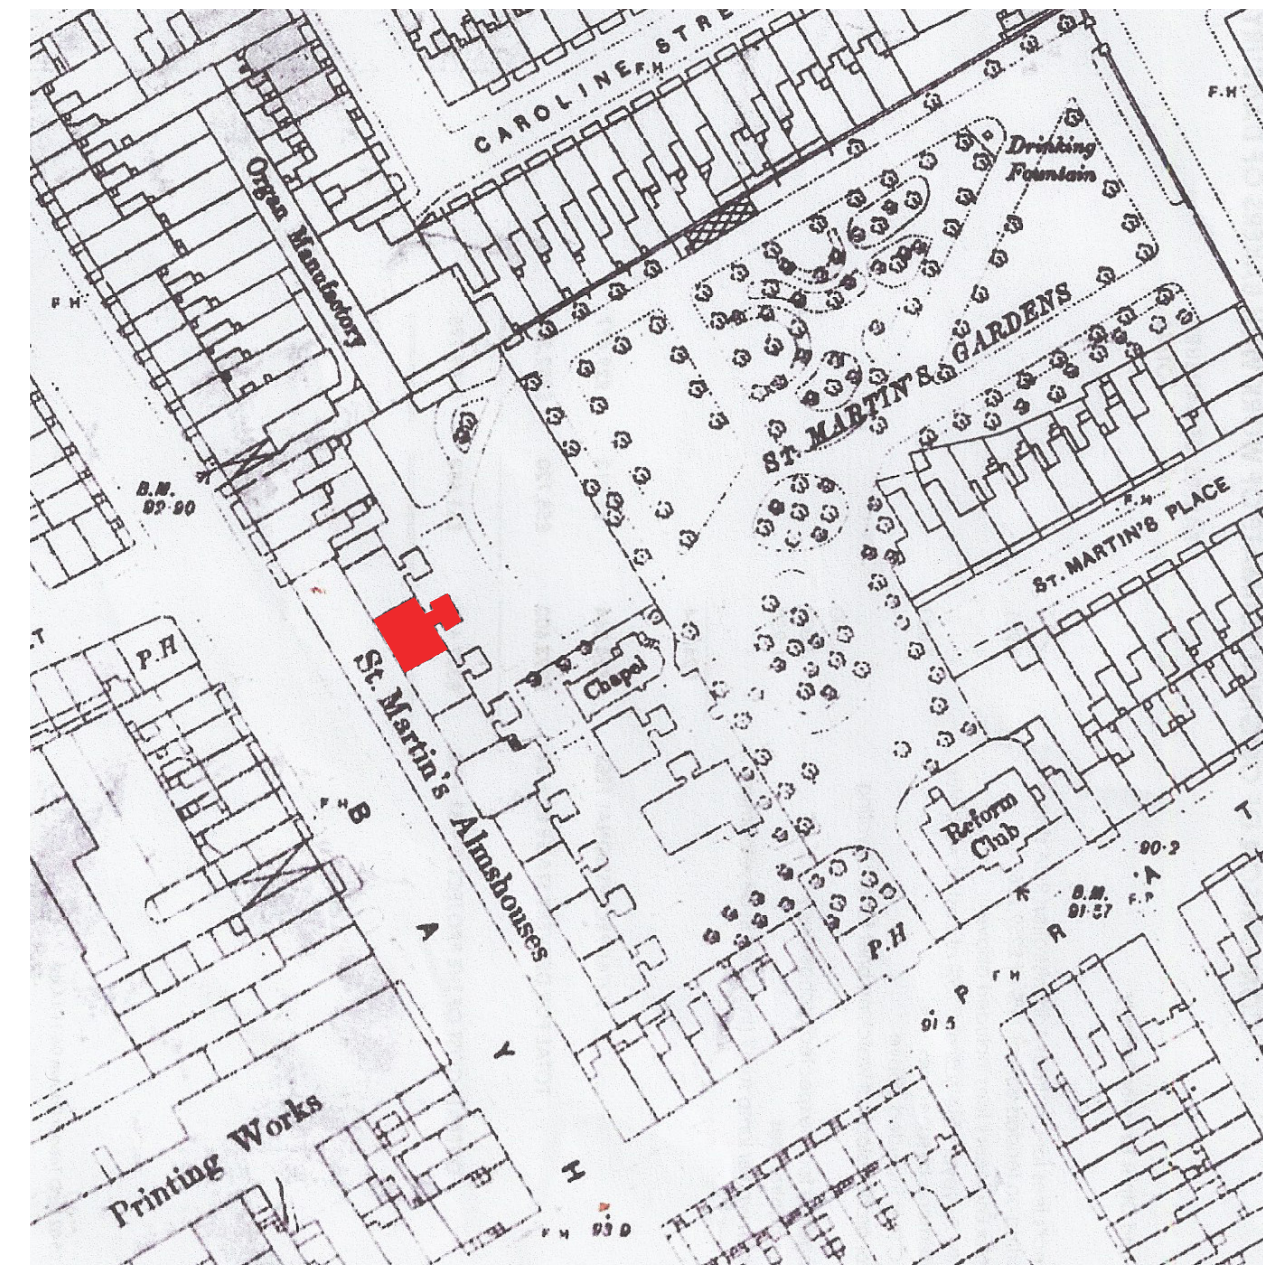 CAROLINE STRE
F.H
F.H
Organ Manufactory
Drinking
Fountain
F H
ST. MARTIN'S GARDENS
B.M.
92·90
F.H
ST. MARTIN'S PLACE
T
P.H
Chapel
St. Martin's Almshouses
F H
B A Y H
Reform
Club
90·2
B.M.
91·57
P R A T
P.H
F H
91·5
Printing Works
F H
93·0